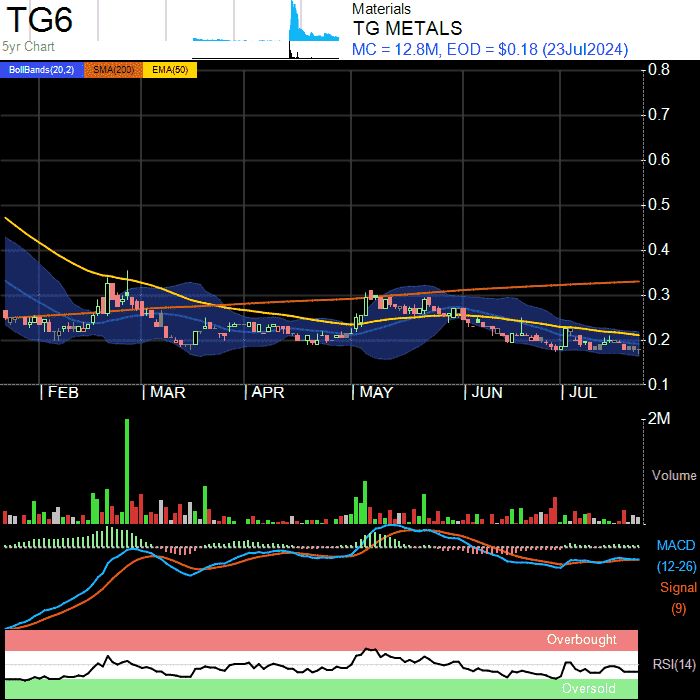 TG6
5yr Chart
Materials
TG METALS
MC = 12.8M, EOD = $0.18 (23Jul2024)
BollBands(20,2) SMA(200) EMA(50)
0.8
0.7
0.6
0.5
0.4
0.3
0.2
0.1
FEB MAR APR MAY JUN JUL
2M
Volume
MACD
(12-26)
Signal
(9)
Overbought
RSI(14)
Oversold